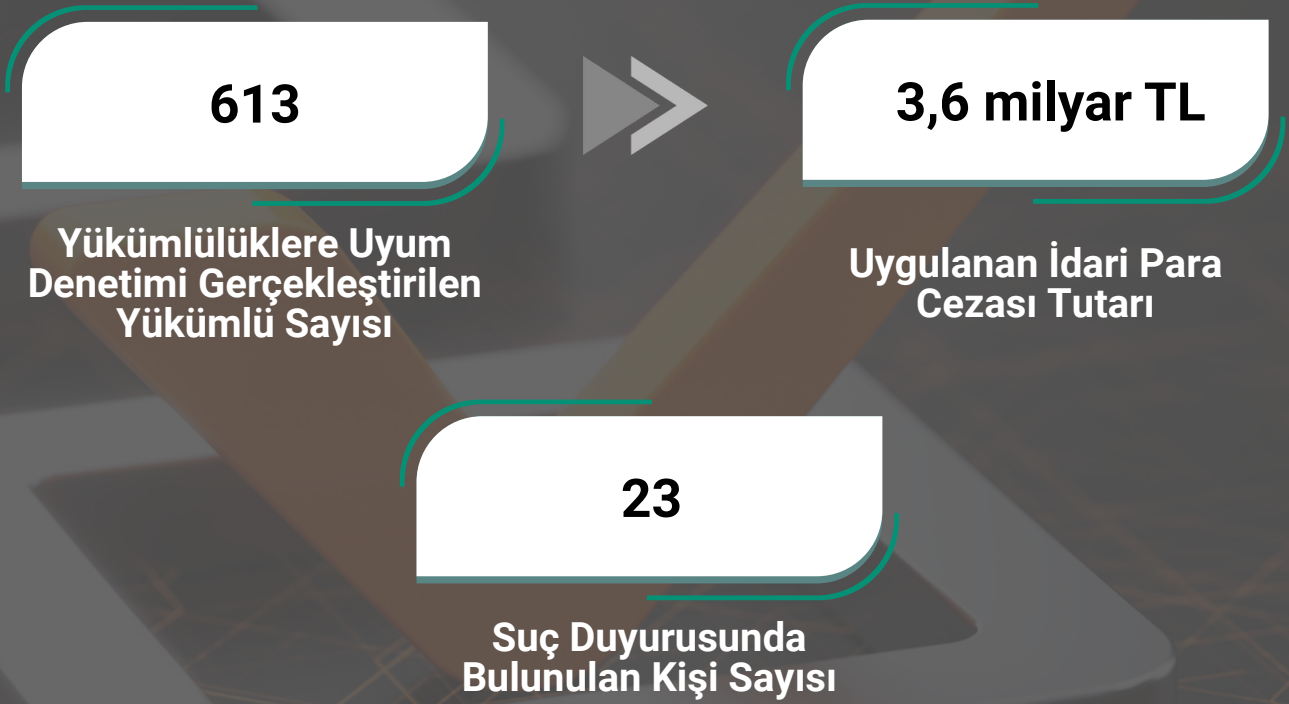 613
Yükümlülüklere Uyum
Denetimi Gerçekleştirilen
Yükümlü Sayısı
3,6 milyar TL
Uygulanan İdari Para
Cezası Tutarı
23
Suç Duyurusunda
Bulunulan Kişi Sayısı